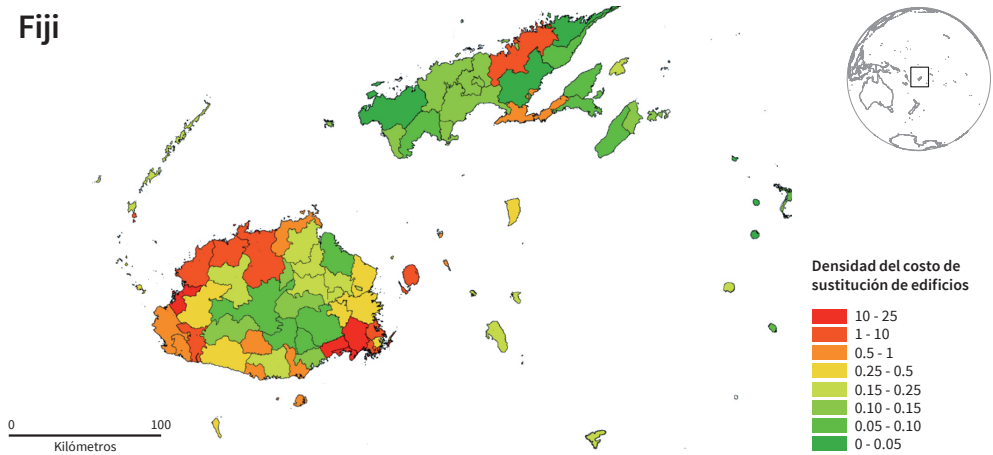 Fiji
Densidad del costo de
sustitución de edificios
10 - 25
1 - 10
0.5 - 1
0.25 - 0.5
0.15 - 0.25
0.10 - 0.15
0.05 - 0.10
0 - 0.05
0 100
Kilómetros